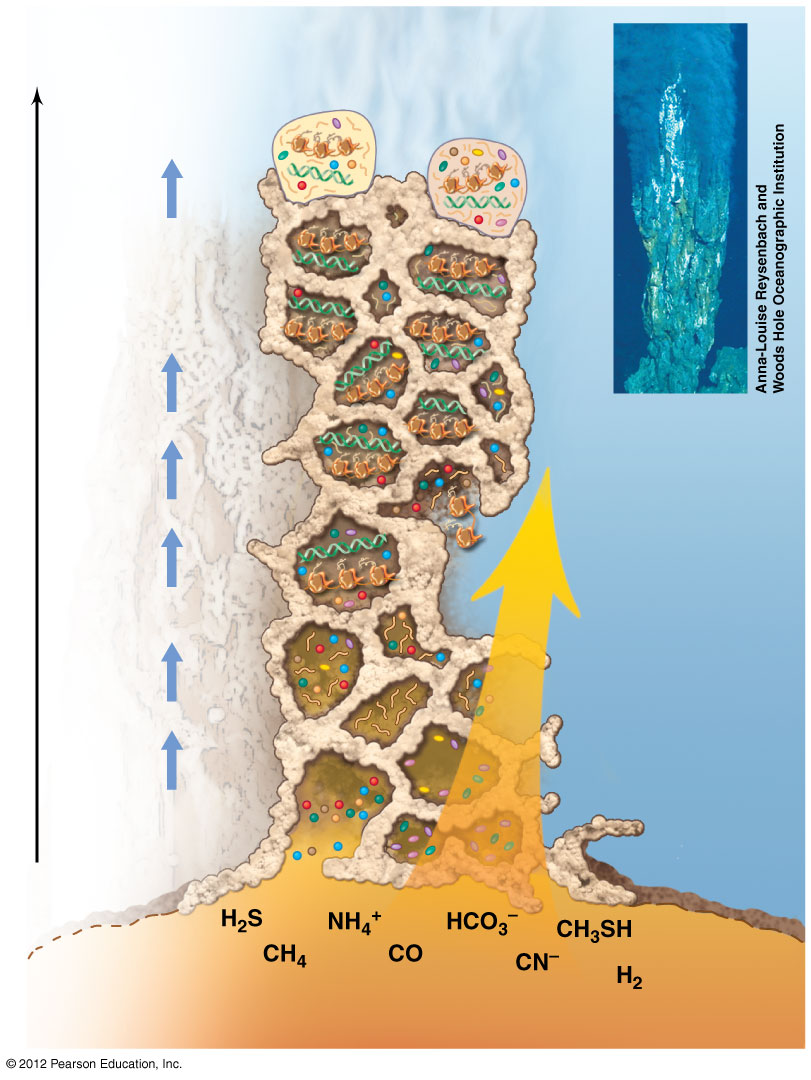 Anna-Louise Reysenbach and
Woods Hole Oceanographic Institution
H₂S
NH₄⁺
HCO₃⁻
CH₃SH
CH₄
CO
CN⁻
H₂
© 2012 Pearson Education, Inc.